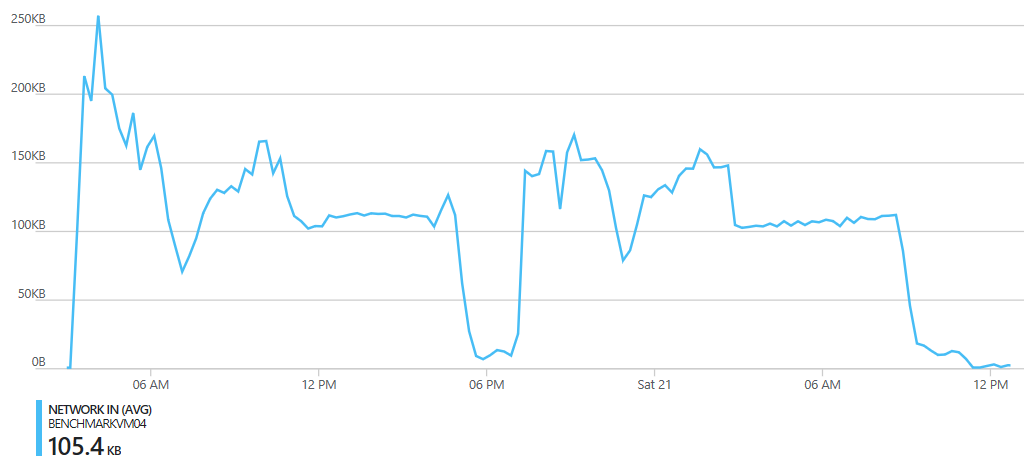 250KB
200KB
150KB
100KB
50KB
0B
06 AM 12 PM 06 PM Sat 21 06 AM 12 PM
NETWORK IN (AVG)
BENCHMARKVM04
105.4 KB